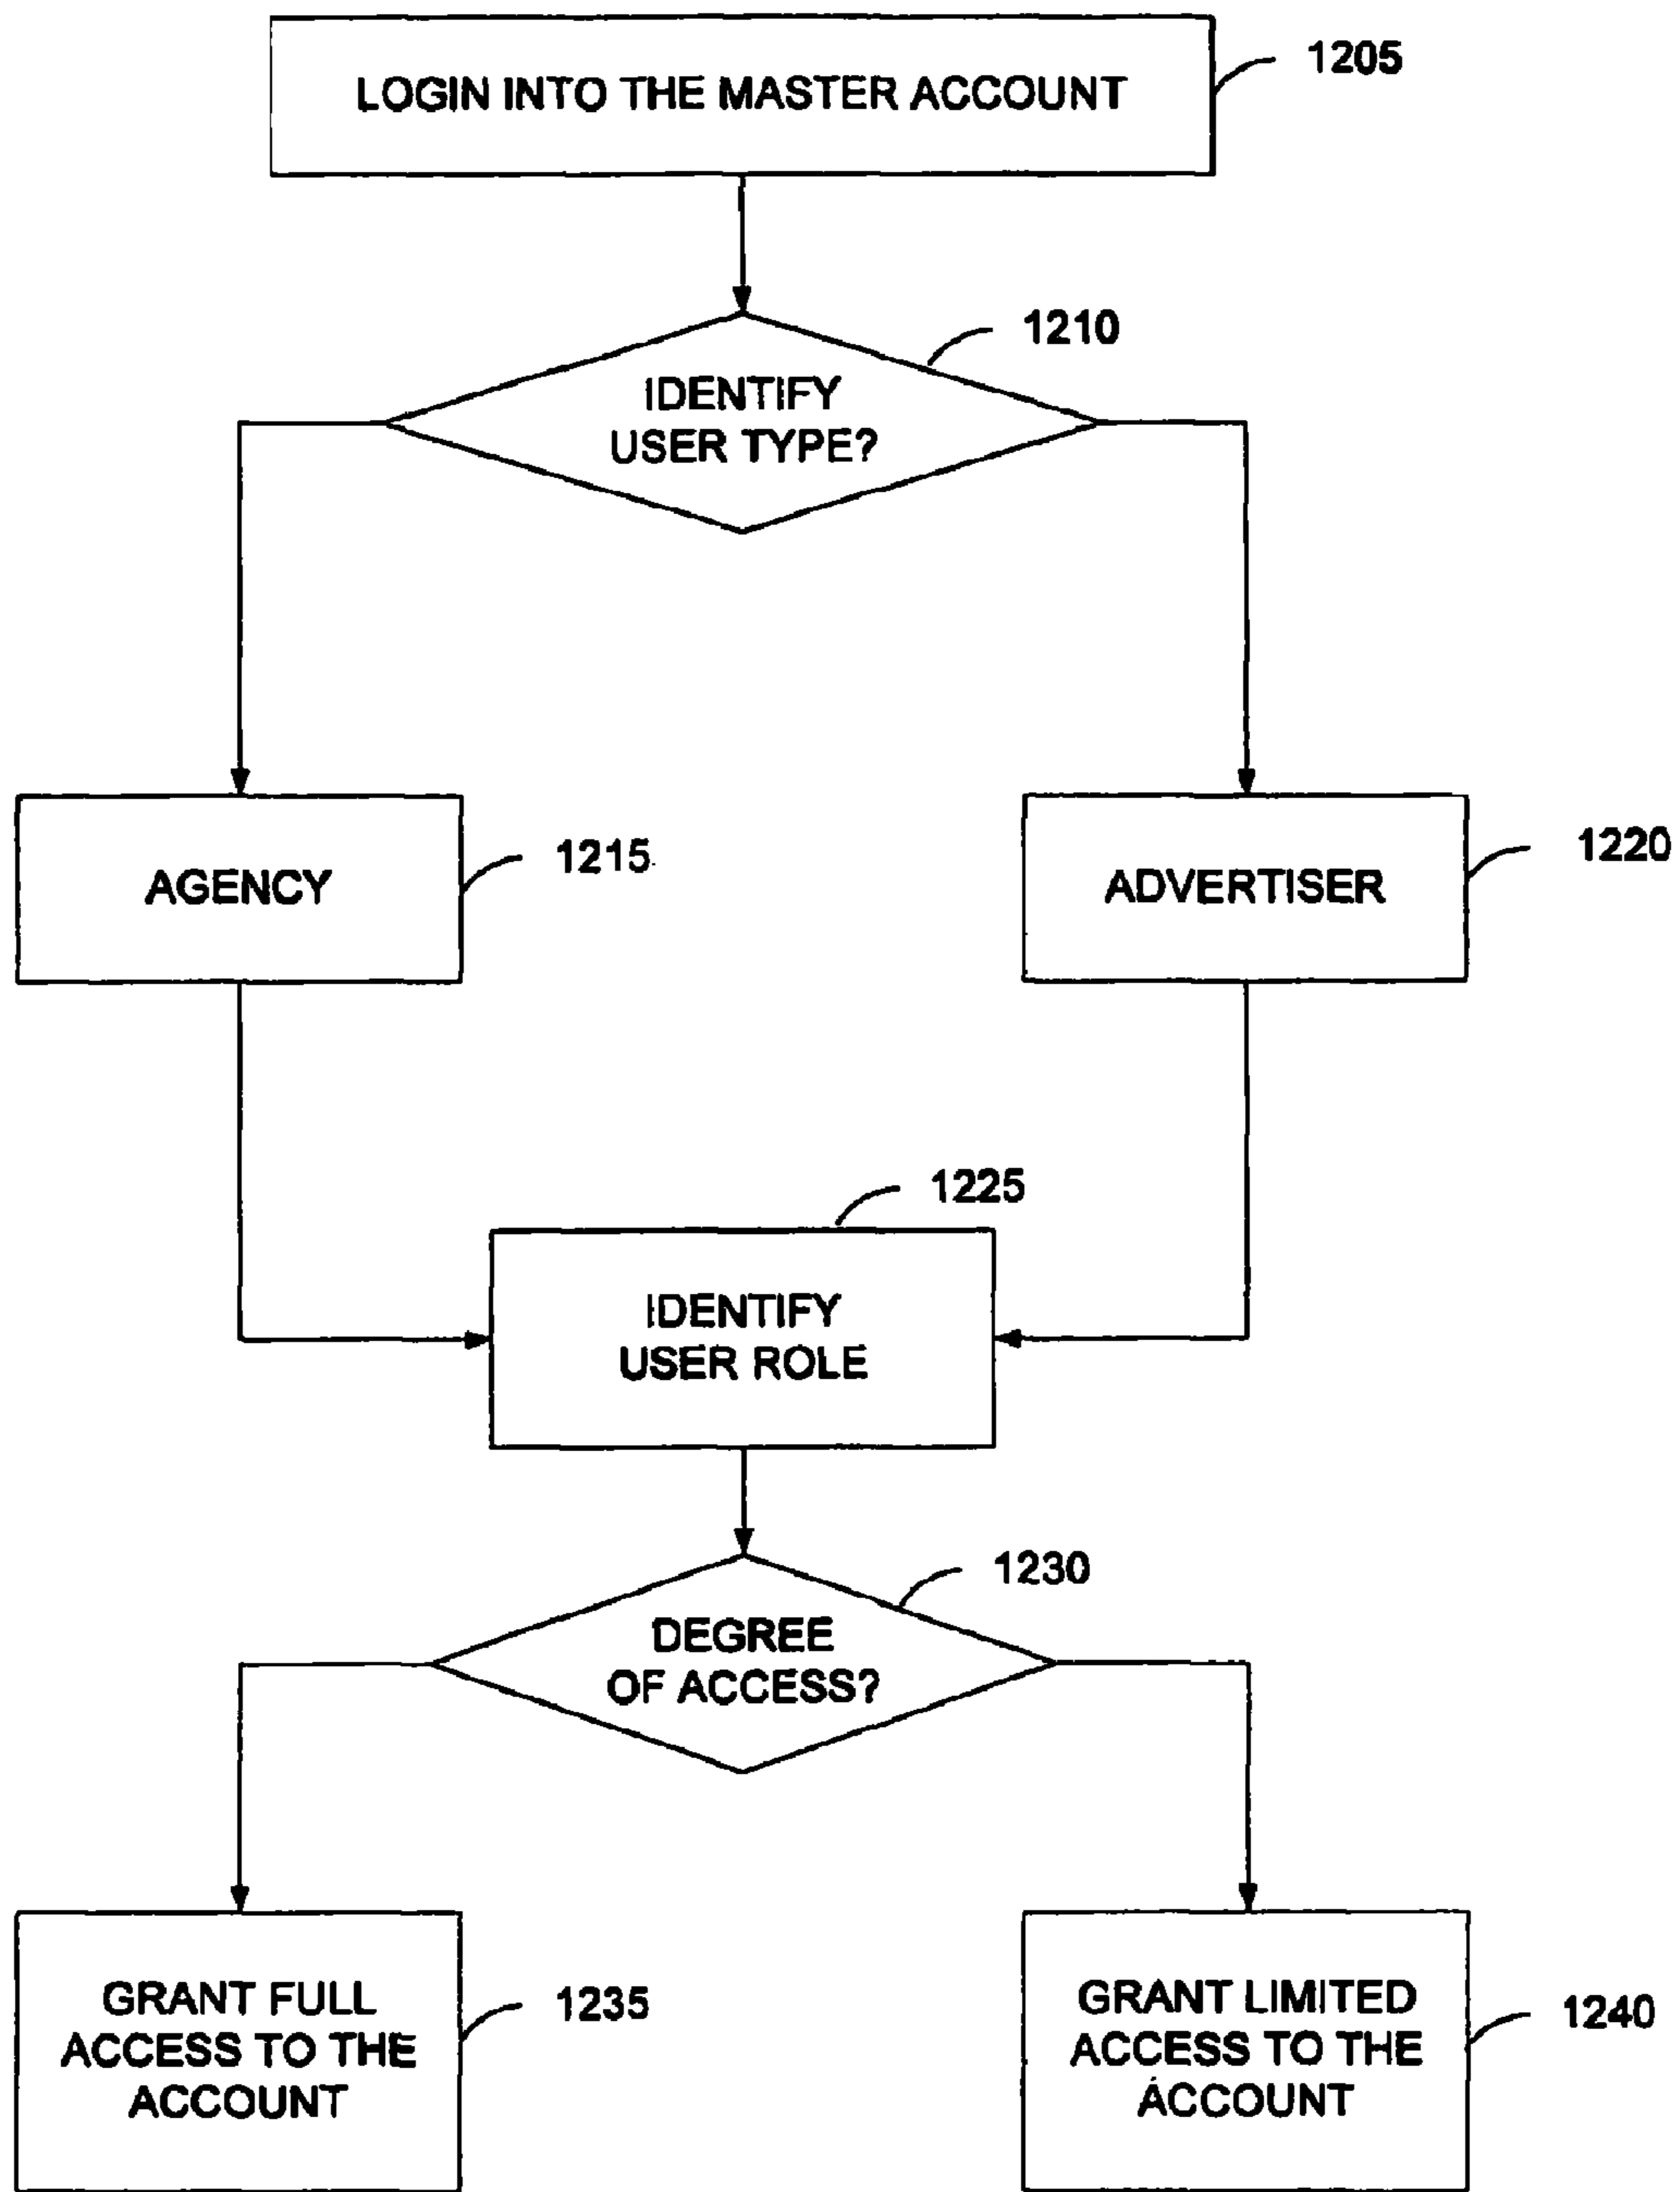 LOGIN INTO THE MASTER ACCOUNT
1205
1210
IDENTIFY
USER TYPE?
AGENCY
1215
ADVERTISER
1220
1225
IDENTIFY
USER ROLE
1230
DEGREE
OF ACCESS?
GRANT FULL
ACCESS TO THE
ACCOUNT
1235
GRANT LIMITED
ACCESS TO THE
ACCOUNT
1240